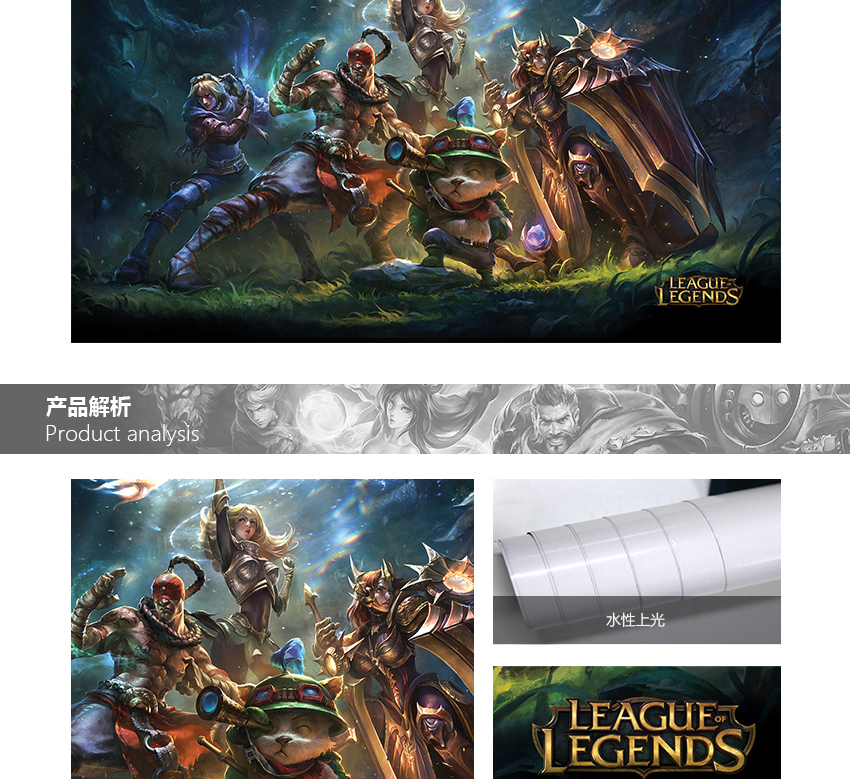 LEAGUE OF
LEGENDS
产品解析
Product analysis
水性上光
LEAGUE OF
LEGENDS